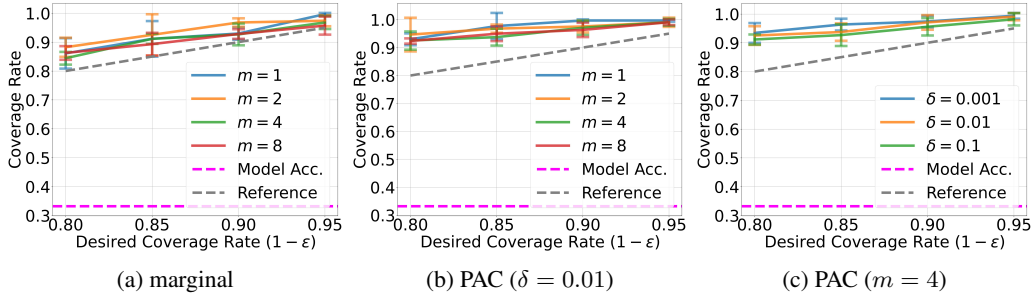 Coverage Rate
1.0
0.9
0.8
0.7
0.6
0.5
0.4
0.3
m = 1
m = 2
m = 4
m = 8
Model Acc.
Reference
0.80 0.85 0.90 0.95
Desired Coverage Rate (1 − ε)
(a) marginal
Coverage Rate
1.0
0.9
0.8
0.7
0.6
0.5
0.4
0.3
m = 1
m = 2
m = 4
m = 8
Model Acc.
Reference
0.80 0.85 0.90 0.95
Desired Coverage Rate (1 − ε)
(b) PAC (δ = 0.01)
Coverage Rate
1.0
0.9
0.8
0.7
0.6
0.5
0.4
0.3
δ = 0.001
δ = 0.01
δ = 0.1
Model Acc.
Reference
0.80 0.85 0.90 0.95
Desired Coverage Rate (1 − ε)
(c) PAC (m = 4)